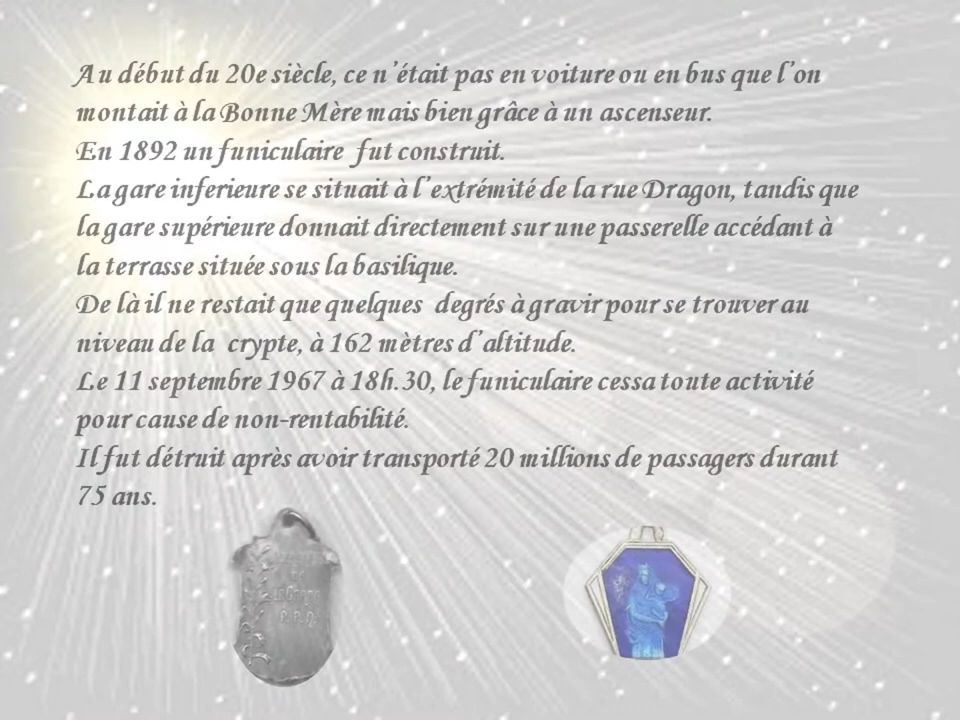 Au début du 20e siècle, ce n’était pas en voiture ou en bus que l’on
montait à la Bonne Mère mais bien grâce à un ascenseur.
En 1892 un funiculaire fut construit.
La gare inferieure se situait à l’extrémité de la rue Dragon, tandis que
la gare supérieure donnait directement sur une passerelle accédant à
la terrasse située sous la basilique.
De là il ne restait que quelques degrés à gravir pour se trouver au
niveau de la crypte, à 162 mètres d’altitude.
Le 11 septembre 1967 à 18h.30, le funiculaire cessa toute activité
pour cause de non-rentabilité.
Il fut détruit après avoir transporté 20 millions de passagers durant
75 ans.